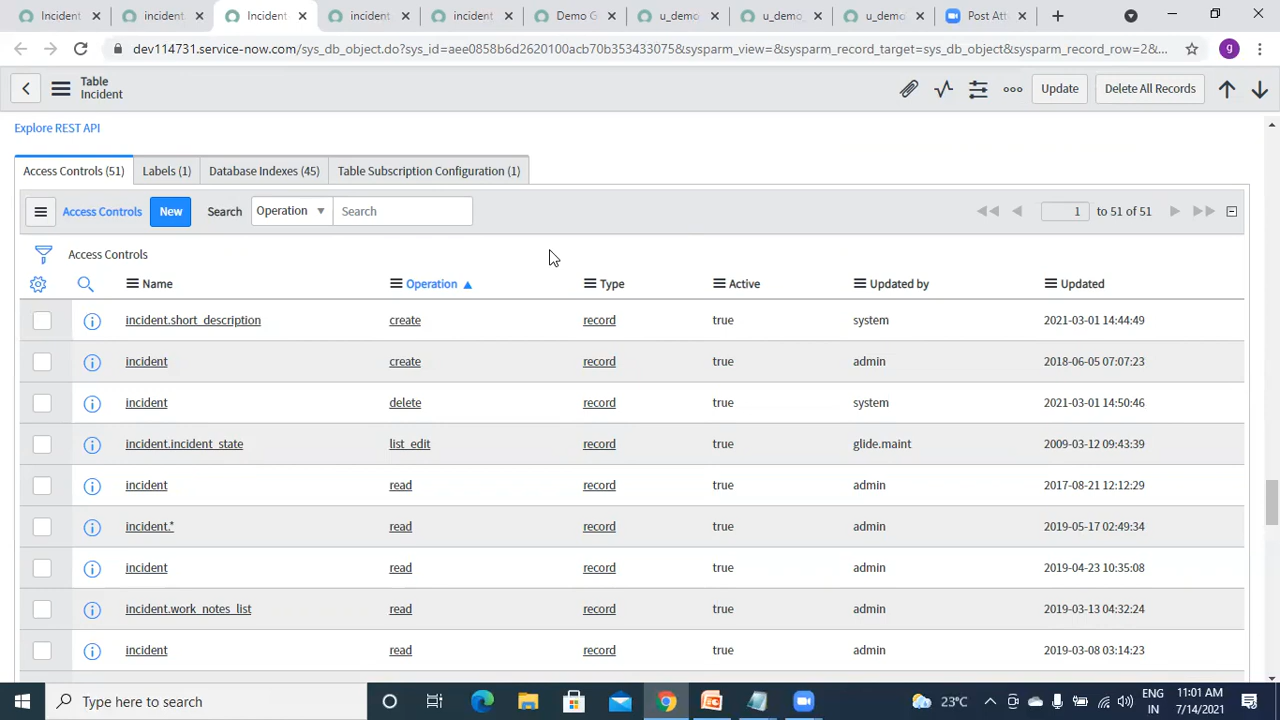 Incident
incident
Incident
incident
incident
Demo G
u_demo
u_demo
u_demo
Post Att
dev114731.service-now.com/sys_db_object.do?sys_id=aee0858b6d2620100acb70b353433075&sysparm_view=&sysparm_record_target=sys_db_object&sysparm_record_row=2&...
g
Table
Incident
Update
Delete All Records
Explore REST API
Access Controls (51)
Labels (1)
Database Indexes (45)
Table Subscription Configuration (1)
Access Controls
New
Search
Operation
Search
1
to 51 of 51
Access Controls
Name Operation Type Active Updated by Updated
incident.short_description create record true system 2021-03-01 14:44:49
incident create record true admin 2018-06-05 07:07:23
incident delete record true system 2021-03-01 14:50:46
incident.incident_state list_edit record true glide.maint 2009-03-12 09:43:39
incident read record true admin 2017-08-21 12:12:29
incident.* read record true admin 2019-05-17 02:49:34
incident read record true admin 2019-04-23 10:35:08
incident.work_notes_list read record true admin 2019-03-13 04:32:24
incident read record true admin 2019-03-08 03:14:23
Type here to search
23°C
ENG
IN
11:01 AM
7/14/2021